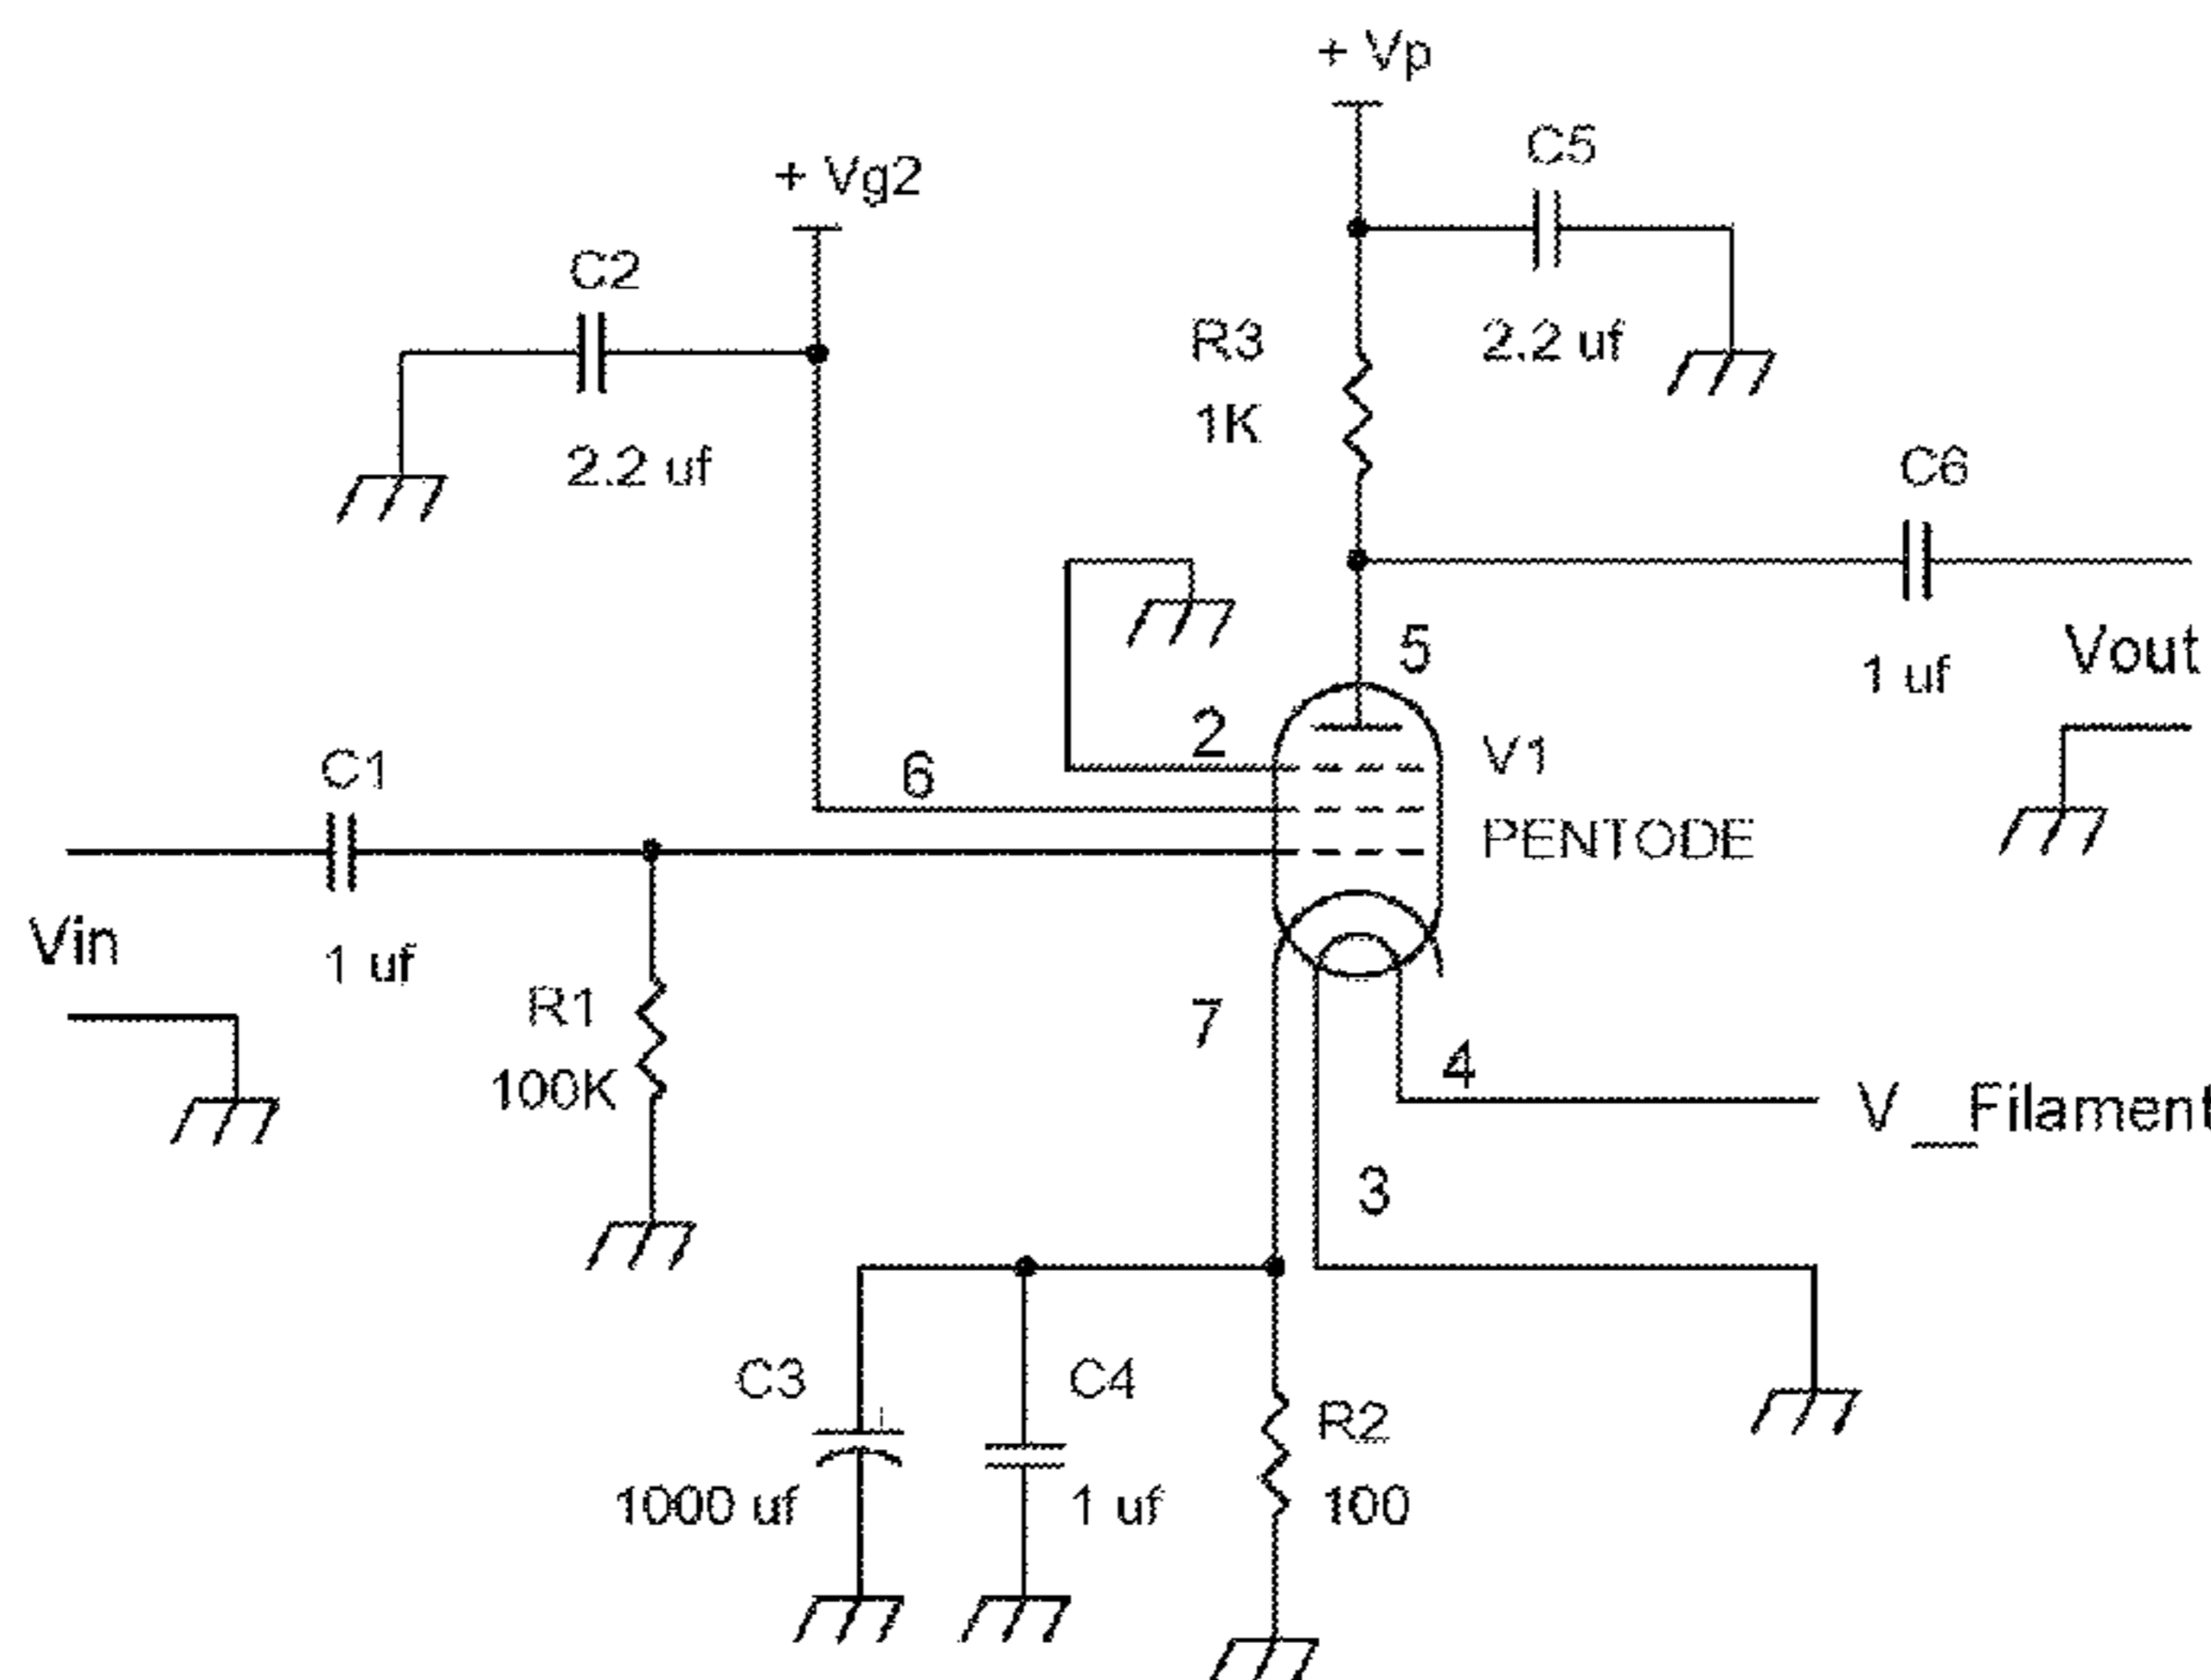 + Vp
C5
+ Vg2
C2
R3
2.2 uf
1K
2.2 uf
C6
5
Vout
1 uf
2
V1
C1
6
PENTODE
Vin
1 uf
R1
7
100K
4
V_Filament
3
C3
C4
R2
1000 uf
1 uf
100